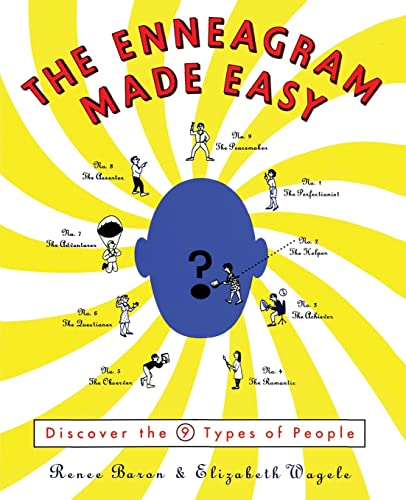 THE ENNEAGRAM
MADE EASY
No. 9
The Peacemaker
No. 8
The Asserter
No. 1
The Perfectionist
No. 7
The Adventurer
?
No. 2
The Helper
No. 6
The Questioner
No. 3
The Achiever
No. 5
The Observer
No. 4
The Romantic
Discover the 9 Types of People
Renee Baron & Elizabeth Wagele